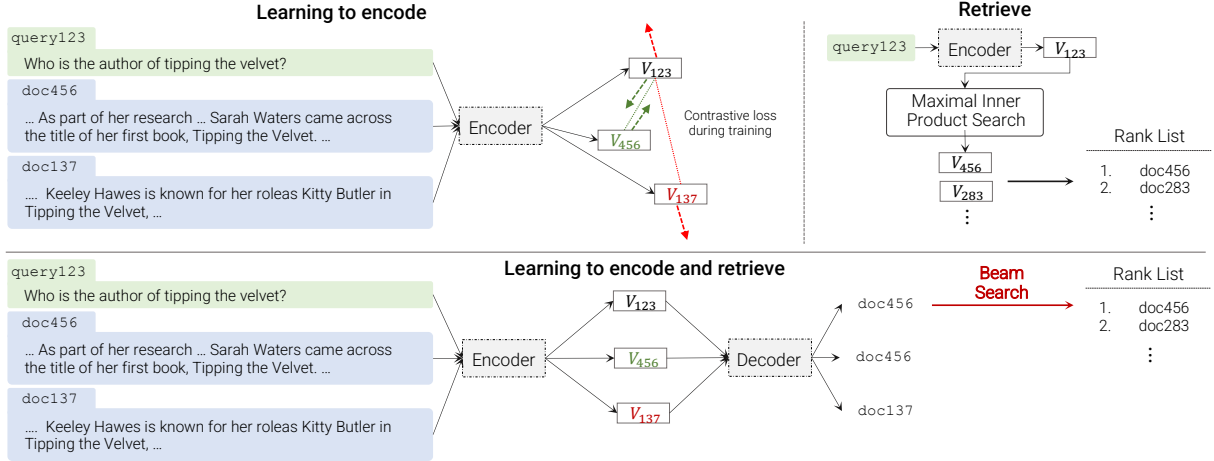 Learning to encode
query123
Who is the author of tipping the velvet?
doc456
... As part of her research ... Sarah Waters came across
the title of her first book, Tipping the Velvet. ...
doc137
.... Keeley Hawes is known for her roleas Kitty Butler in
Tipping the Velvet, ...
Encoder
V123
V456
V137
Contrastive loss
during training
Retrieve
query123
Encoder
V123
Maximal Inner
Product Search
V456
V283
⋮
Rank List
1. doc456
2. doc283
⋮
Learning to encode and retrieve
query123
Who is the author of tipping the velvet?
doc456
... As part of her research ... Sarah Waters came across
the title of her first book, Tipping the Velvet. ...
doc137
.... Keeley Hawes is known for her roleas Kitty Butler in
Tipping the Velvet, ...
Encoder
V123
V456
V137
Decoder
doc456
doc456
doc137
Beam
Search
Rank List
1. doc456
2. doc283
⋮